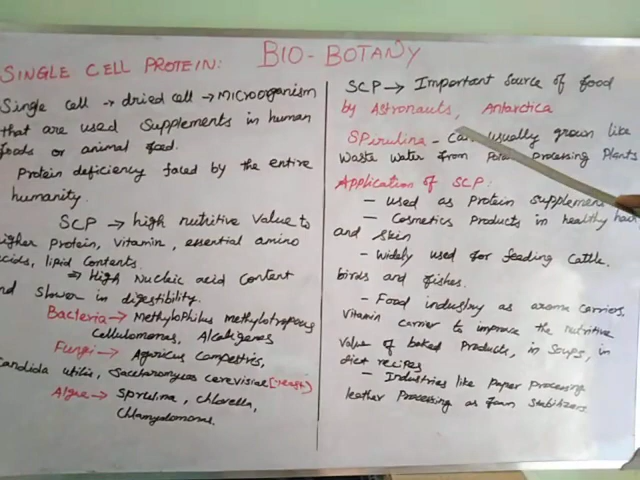 BIO-BOTANY
SINGLE CELL PROTEIN:
Single cell → dried cell → Microorganism
that are used Supplements in human
foods or animal feed.
Protein deficiency faced by the entire
humanity.
SCP → high nutritive value to
higher Protein, vitamin, essential amino
acids, lipid contents.
⇒ High Nucleic acid content
and slower in digestibility.
Bacteria → Methylophilus methylotropous
Cellulomonas, Alcaligenes
Fungi → Agaricus campestris,
Candida utilis, Saccharomyces cerevisiae (yeast)
Algae → Sprulina, chlorella,
Chlamydomonas.
SCP → Important Source of food
by Astronauts, Antarctica
SPirulina - Can usually grown like
Waste water from Processing Plants
Application of SCP:
- used as Protein Supplement
- Cosmetics Products in healthy hair
and skin
- Widely used for feeding Cattle.
birds and fishes.
- Food industry as aroma carriers.
Vitamin carrier to improve the nutritive
Value of baked Products, in Soups, in
diet recipes
- Industries like Paper Processing
leather Processing as foam Stabilizers